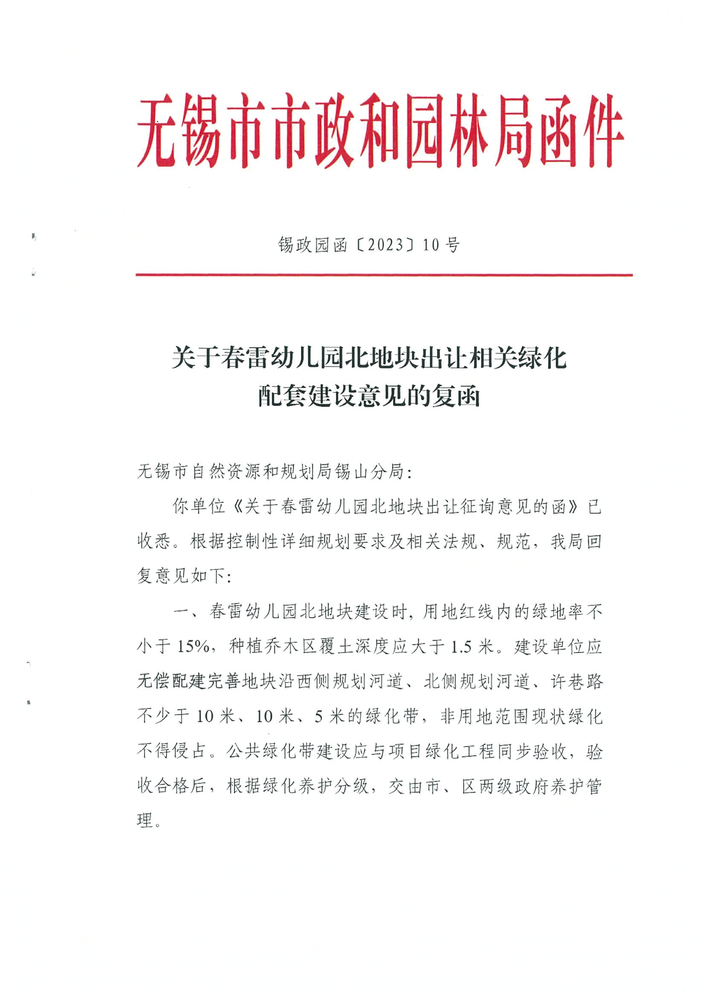 无锡市市政和园林局函件
锡政园函〔2023〕10 号
关于春雷幼儿园北地块出让相关绿化
配套建设意见的复函
无锡市自然资源和规划局锡山分局：
你单位《关于春雷幼儿园北地块出让征询意见的函》已
收悉。根据控制性详细规划要求及相关法规、规范，我局回
复意见如下：
一、春雷幼儿园北地块建设时，用地红线内的绿地率不
小于 15%，种植乔木区覆土深度应大于 1.5 米。建设单位应
无偿配建完善地块沿西侧规划河道、北侧规划河道、许巷路
不少于 10 米、10 米、5 米的绿化带，非用地范围现状绿化
不得侵占。公共绿化带建设应与项目绿化工程同步验收，验
收合格后，根据绿化养护分级，交由市、区两级政府养护管
理。